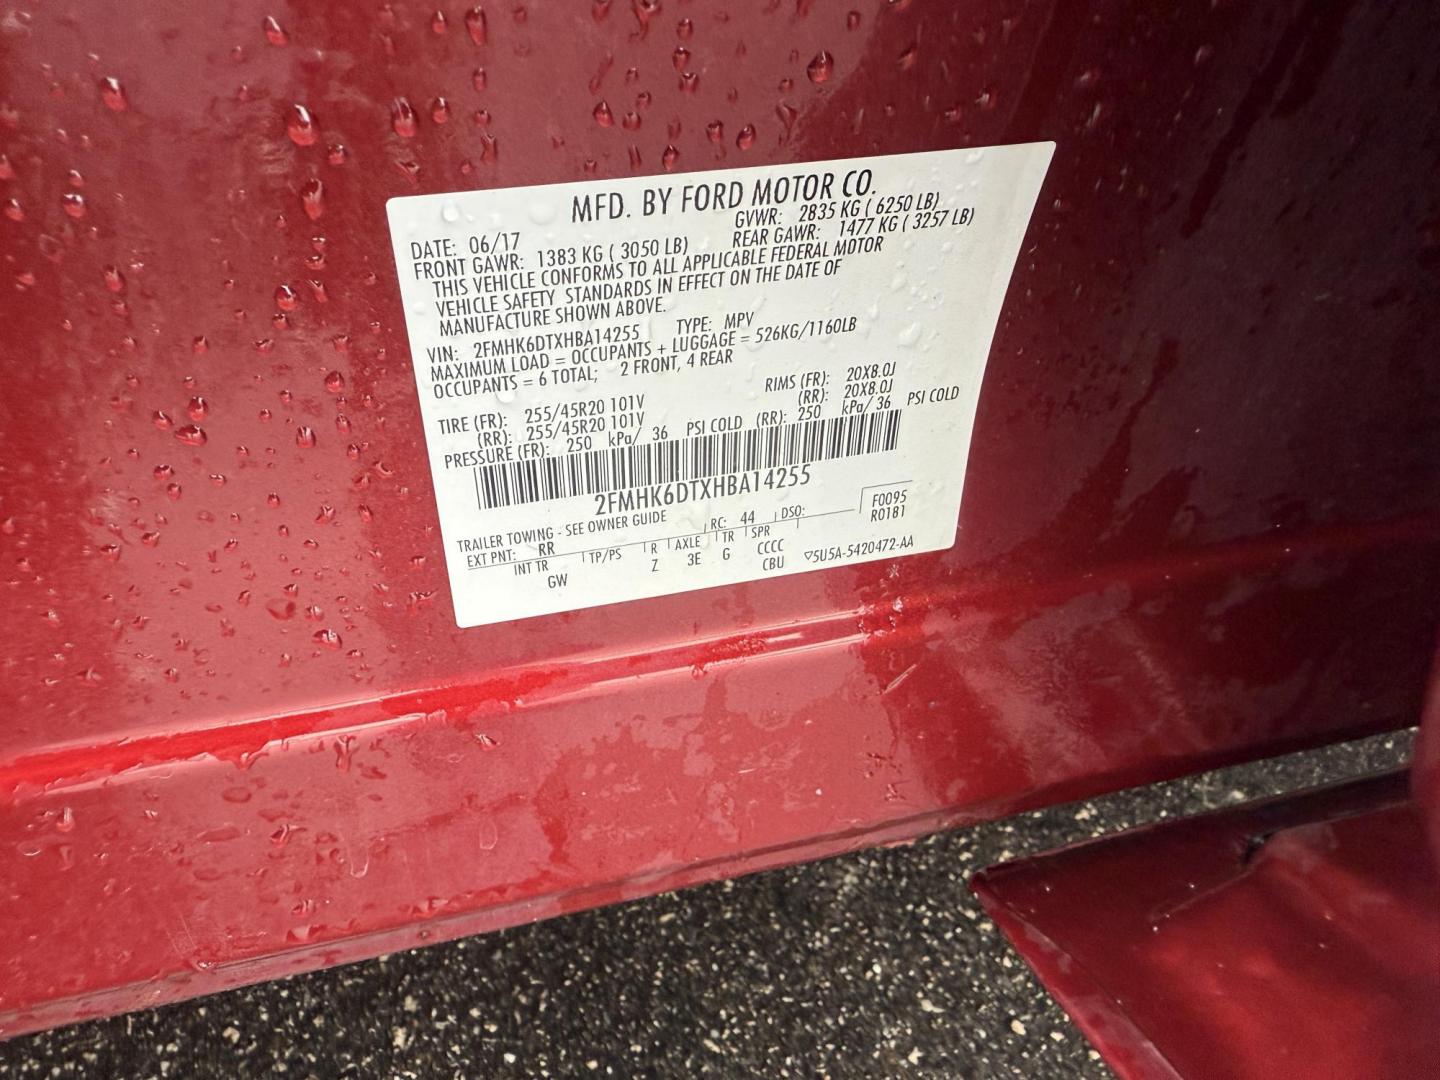 MFD. BY FORD MOTOR CO.
DATE: 06/17 GVWR: 2835 KG ( 6250 LB)
FRONT GAWR: 1383 KG ( 3050 LB) REAR GAWR: 1477 KG ( 3257 LB)
THIS VEHICLE CONFORMS TO ALL APPLICABLE FEDERAL MOTOR
VEHICLE SAFETY STANDARDS IN EFFECT ON THE DATE OF
MANUFACTURE SHOWN ABOVE.
VIN: 2FMHK6DTXHBA14255 TYPE: MPV
MAXIMUM LOAD = OCCUPANTS + LUGGAGE = 526KG/1160LB
OCCUPANTS = 6 TOTAL; 2 FRONT, 4 REAR
TIRE (FR): 255/45R20 101V RIMS (FR): 20X8.0J
(RR): 255/45R20 101V (RR): 20X8.0J
PRESSURE (FR): 250 kPa/ 36 PSI COLD (RR): 250 kPa/ 36 PSI COLD
2FMHK6DTXHBA14255
TRAILER TOWING - SEE OWNER GUIDE
F0095
EXT PNT: RR RC: 44 DSO: R0181
INT TR TP/PS R AXLE TR SPR
GW Z 3E G CCCC
CBU ▽5U5A-5420472-AA